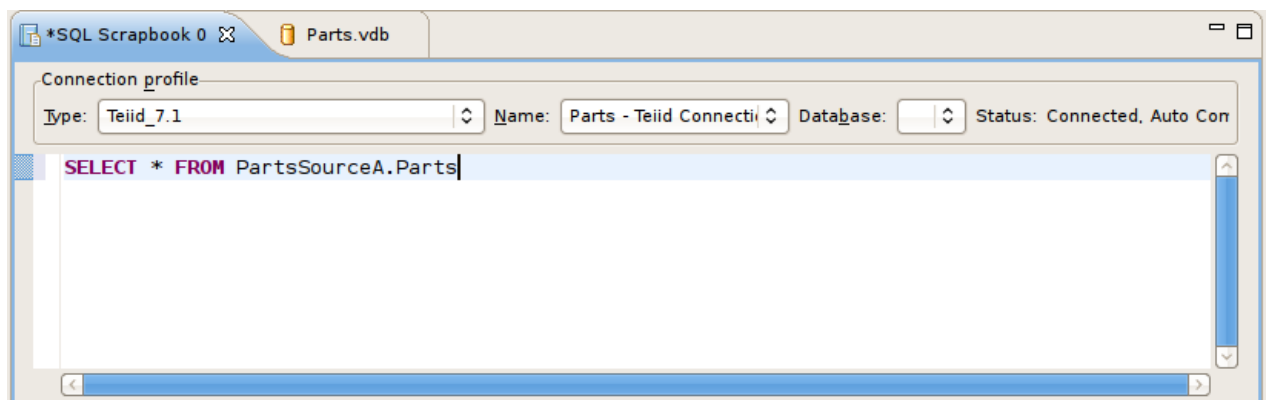 *SQL Scrapbook 0 Parts.vdb
Connection profile
Type: Teiid_7.1 Name: Parts - Teiid Connecti Database: Status: Connected, Auto Com
SELECT * FROM PartsSourceA.Parts